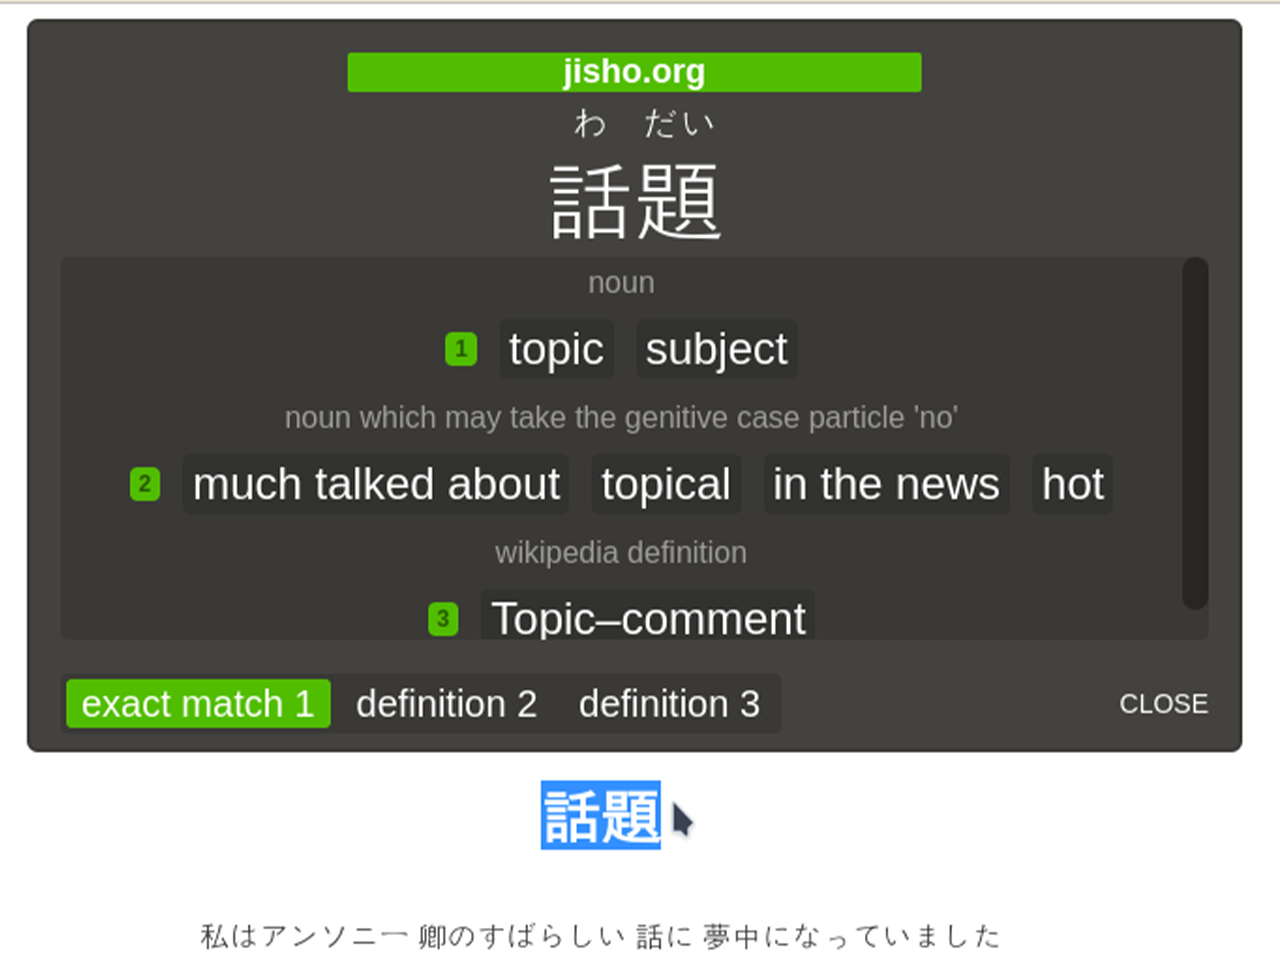 jisho.org
わ だい
話題
noun
1 topic subject
noun which may take the genitive case particle 'no'
2 much talked about topical in the news hot
wikipedia definition
3 Topic–comment
exact match 1 definition 2 definition 3 CLOSE
話題
私はアンソニー 卿のすばらしい 話に 夢中になっていました